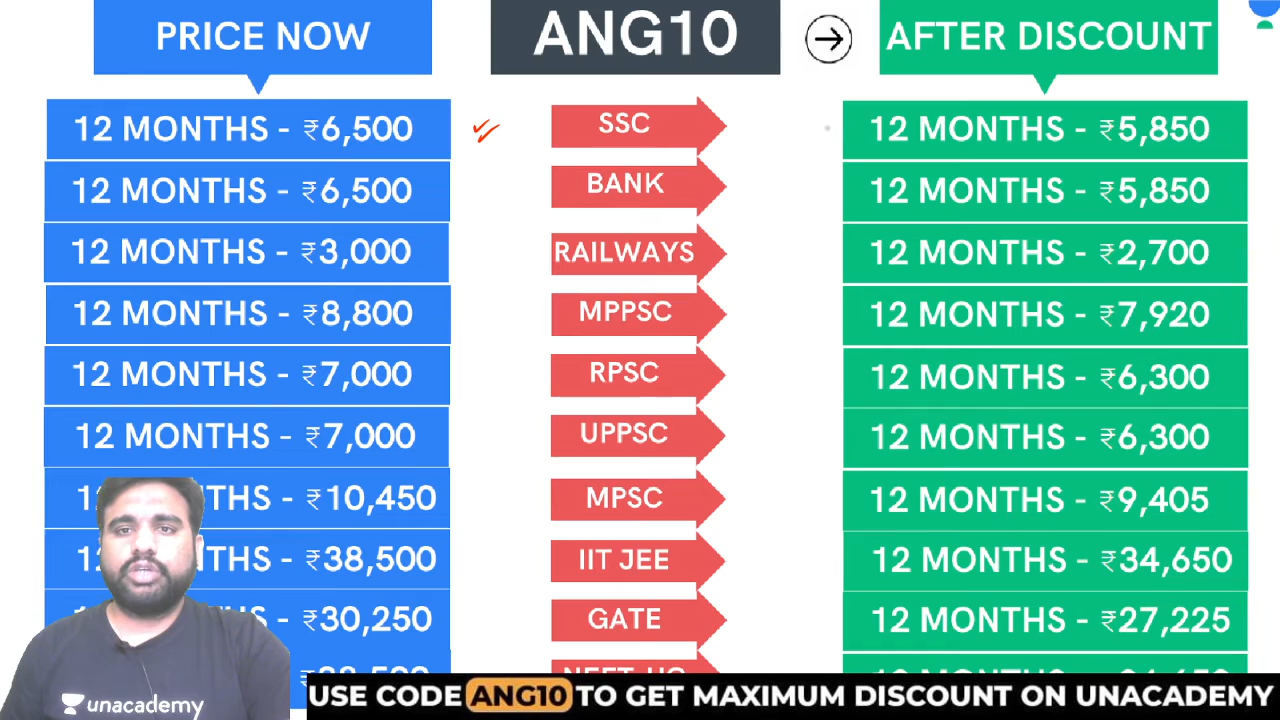 PRICE NOW
ANG10
AFTER DISCOUNT
12 MONTHS - ₹6,500
SSC
12 MONTHS - ₹5,850
12 MONTHS - ₹6,500
BANK
12 MONTHS - ₹5,850
12 MONTHS - ₹3,000
RAILWAYS
12 MONTHS - ₹2,700
12 MONTHS - ₹8,800
MPPSC
12 MONTHS - ₹7,920
12 MONTHS - ₹7,000
RPSC
12 MONTHS - ₹6,300
12 MONTHS - ₹7,000
UPPSC
12 MONTHS - ₹6,300
- ₹10,450
MPSC
12 MONTHS - ₹9,405
- ₹38,500
IIT JEE
12 MONTHS - ₹34,650
- ₹30,250
GATE
12 MONTHS - ₹27,225
unacademy
USE CODE ANG10 TO GET MAXIMUM DISCOUNT ON UNACADEMY